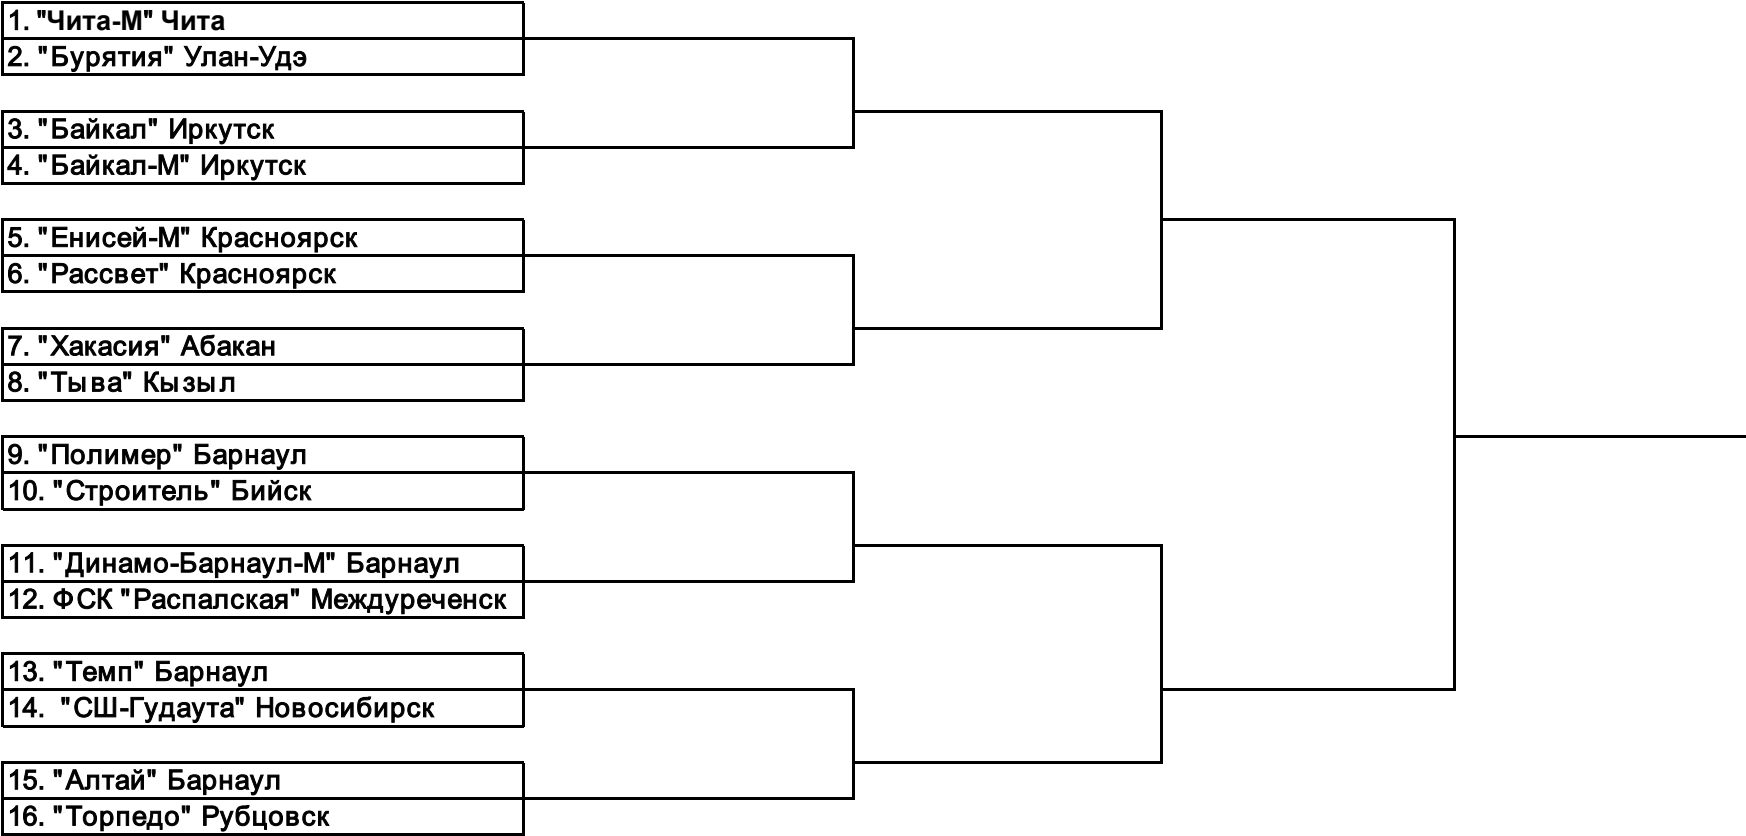 1. "Чита-М" Чита
2. "Бурятия" Улан-Удэ
3. "Байкал" Иркутск
4. "Байкал-М" Иркутск
5. "Енисей-М" Красноярск
6. "Рассвет" Красноярск
7. "Хакасия" Абакан
8. "Тыва" Кызыл
9. "Полимер" Барнаул
10. "Строитель" Бийск
11. "Динамо-Барнаул-М" Барнаул
12. ФСК "Распалская" Междуреченск
13. "Темп" Барнаул
14. "СШ-Гудаута" Новосибирск
15. "Алтай" Барнаул
16. "Торпедо" Рубцовск